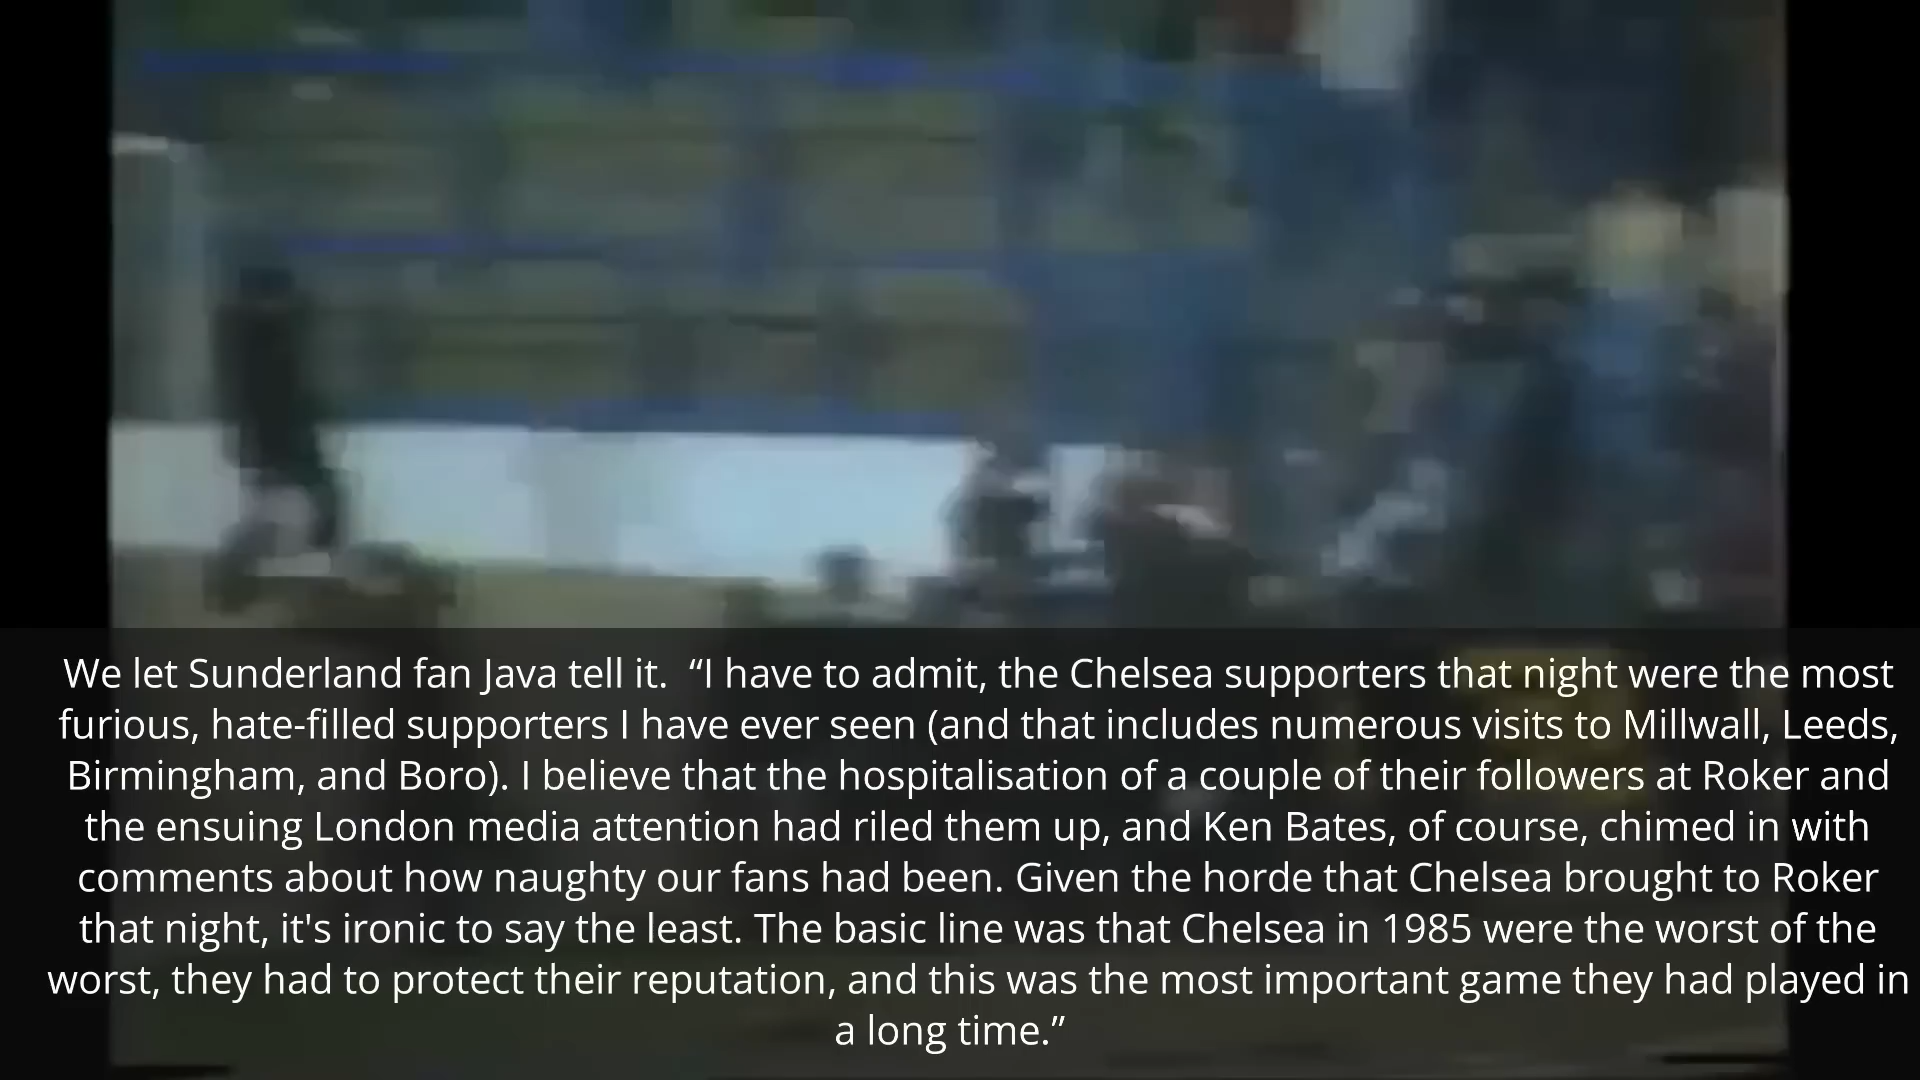 We let Sunderland fan Java tell it.  “I have to admit, the Chelsea supporters that night were the most
furious, hate-filled supporters I have ever seen (and that includes numerous visits to Millwall, Leeds,
Birmingham, and Boro). I believe that the hospitalisation of a couple of their followers at Roker and
the ensuing London media attention had riled them up, and Ken Bates, of course, chimed in with
comments about how naughty our fans had been. Given the horde that Chelsea brought to Roker
that night, it's ironic to say the least. The basic line was that Chelsea in 1985 were the worst of the
worst, they had to protect their reputation, and this was the most important game they had played in
a long time.”